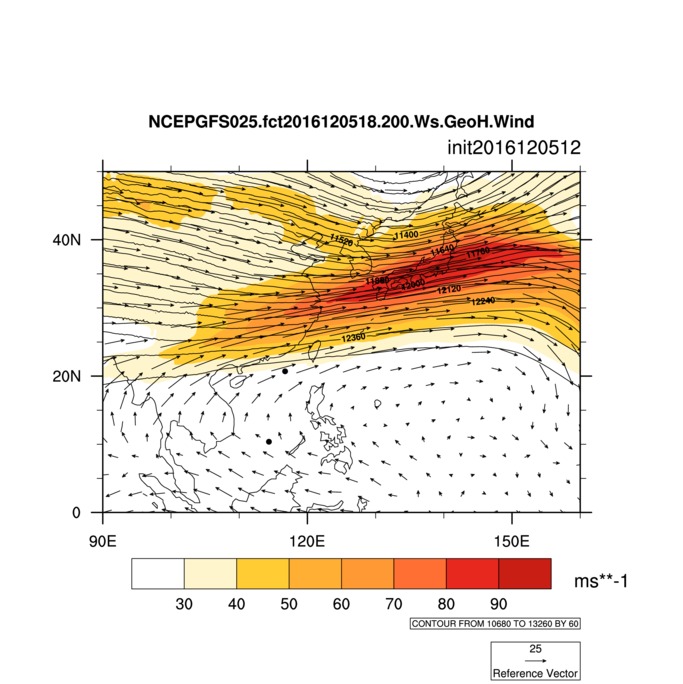 NCEPGFS025.fct2016120518.200.Ws.GeoH.Wind
init2016120512
40N
20N
0
90E 120E 150E
11520
11400
11640
11760
11880
12000
12120
12240
12360
30 40 50 60 70 80 90
ms**-1
CONTOUR FROM 10680 TO 13260 BY 60
25
Reference Vector